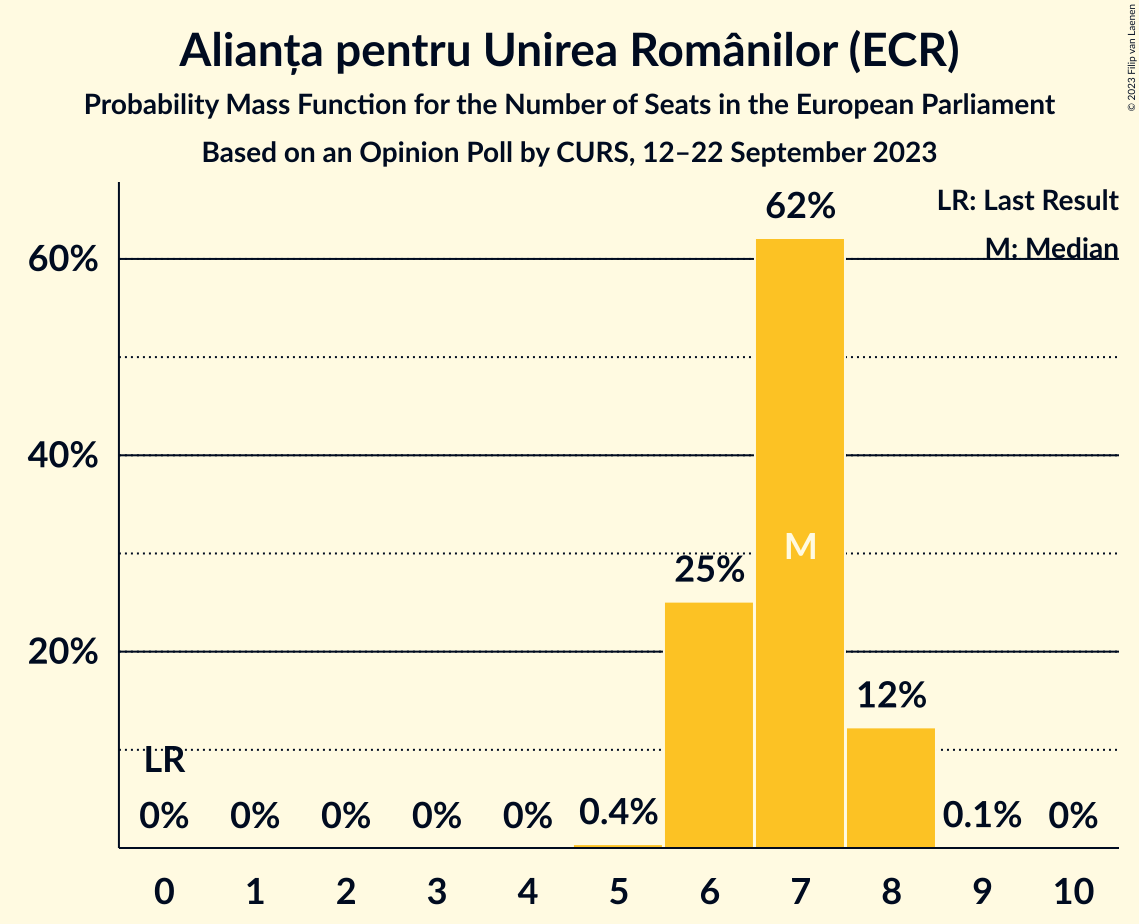 Alianța pentru Unirea Românilor (ECR)
Probability Mass Function for the Number of Seats in the European Parliament
Based on an Opinion Poll by CURS, 12–22 September 2023
© 2023 Filip van Laenen
LR: Last Result
M: Median
60%
40%
20%
62%
M
25%
12%
LR
0% 0% 0% 0% 0% 0.4% 0.1% 0%
0 1 2 3 4 5 6 7 8 9 10